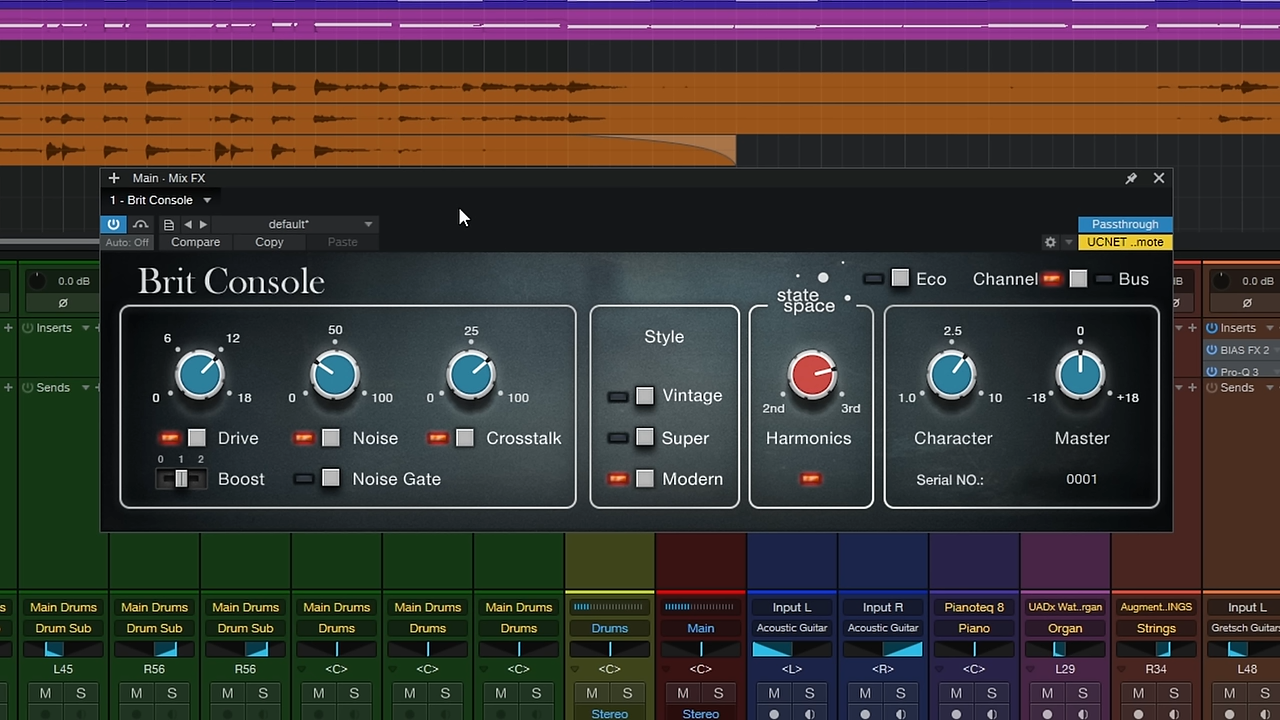 Main - Mix FX
1 - Brit Console
default*
Auto: Off
Compare
Copy
Paste
Passthrough
UCNET ..mote
Brit Console
state
space
Eco
Channel
Bus
6
12
0
18
Drive
0 1 2
Boost
50
0
100
Noise
Noise Gate
25
0
100
Crosstalk
Style
Vintage
Super
Modern
2nd
3rd
Harmonics
2.5
1.0
10
Character
0
-18
+18
Master
Serial NO.:
0001
0.0 dB
Ø
Inserts
Sends
0.0 dB
Ø
Inserts
BIAS FX 2
Pro-Q 3
Sends
Main Drums
Main Drums
Main Drums
Main Drums
Main Drums
Main Drums
Input L
Input R
Pianoteq 8
UADx Wat..rgan
Augment..INGS
Input L
Drum Sub
Drum Sub
Drum Sub
Drums
Drums
Drums
Drums
Main
Acoustic Guitar
Acoustic Guitar
Piano
Organ
Strings
Gretsch Guitar
L45
R56
R56
<C>
<C>
<C>
<C>
<C>
<L>
<R>
<C>
L29
R34
L48
M S
M S
M S
M S
M S
M S
M S
M S
M S
M S
M S
M S
M S
M S
Stereo
Stereo